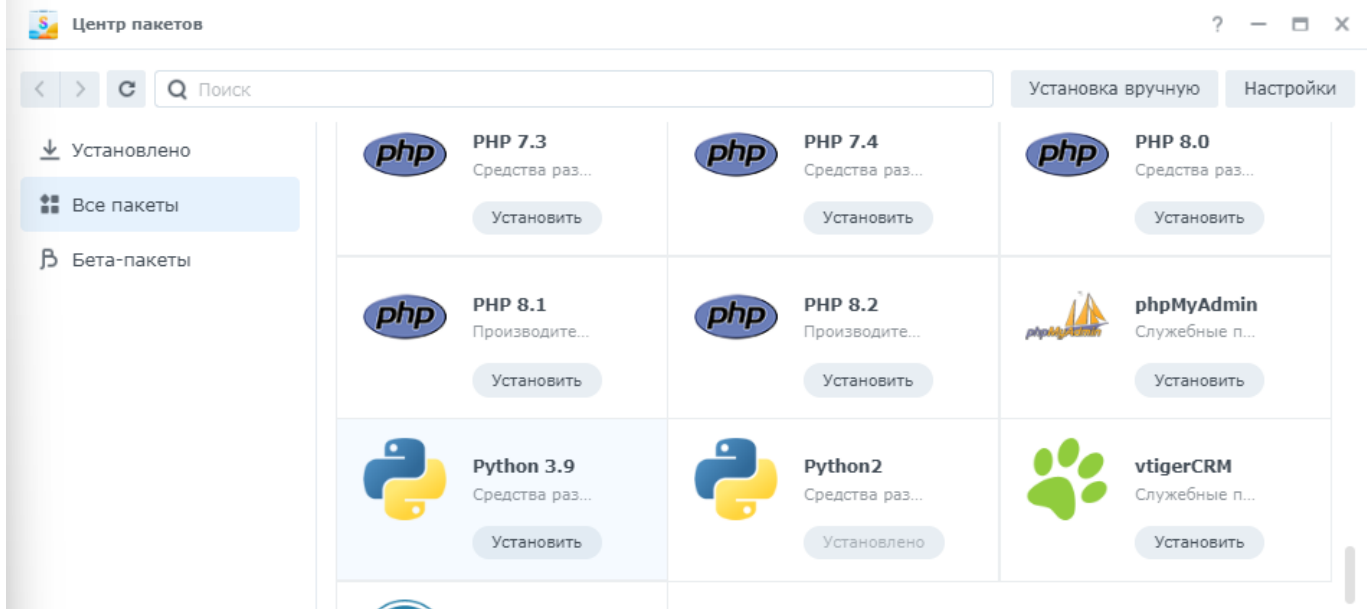 Центр пакетов
Поиск
Установка вручную
Настройки
Установлено
Все пакеты
Бета-пакеты
php PHP 7.3
Средства раз...
Установить
php PHP 7.4
Средства раз...
Установить
php PHP 8.0
Средства раз...
Установить
php PHP 8.1
Производите...
Установить
php PHP 8.2
Производите...
Установить
phpMyAdmin phpMyAdmin
Служебные п...
Установить
Python 3.9
Средства раз...
Установить
Python2
Средства раз...
Установлено
vtigerCRM
Служебные п...
Установить